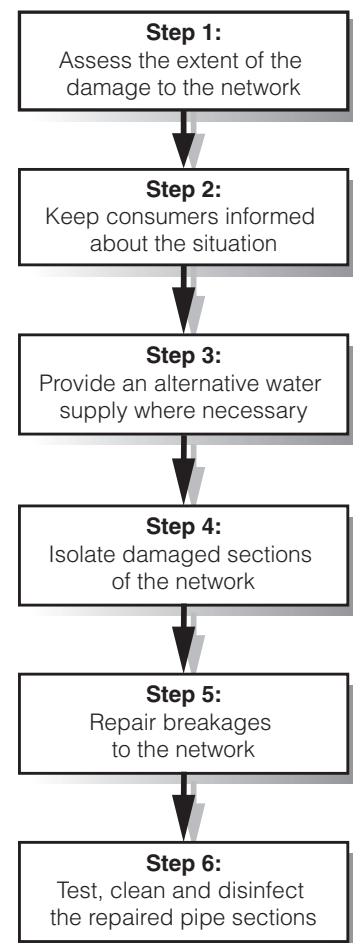 Step 1:
Assess the extent of the
damage to the network
Step 2:
Keep consumers informed
about the situation
Step 3:
Provide an alternative water
supply where necessary
Step 4:
Isolate damaged sections
of the network
Step 5:
Repair breakages
to the network
Step 6:
Test, clean and disinfect
the repaired pipe sections